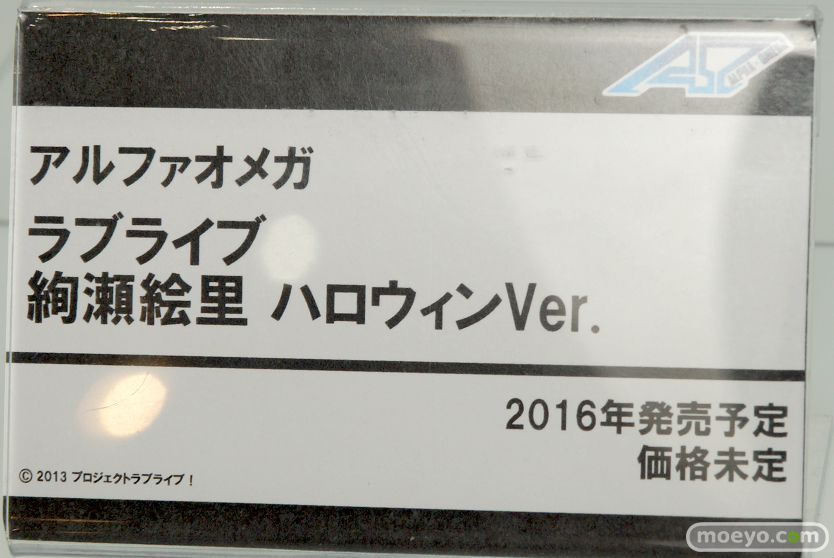 アルファオメガ
ラブライブ
絢瀬絵里 ハロウィンVer.
2016年発売予定
価格未定
© 2013 プロジェクトラブライブ！
moeyo.com